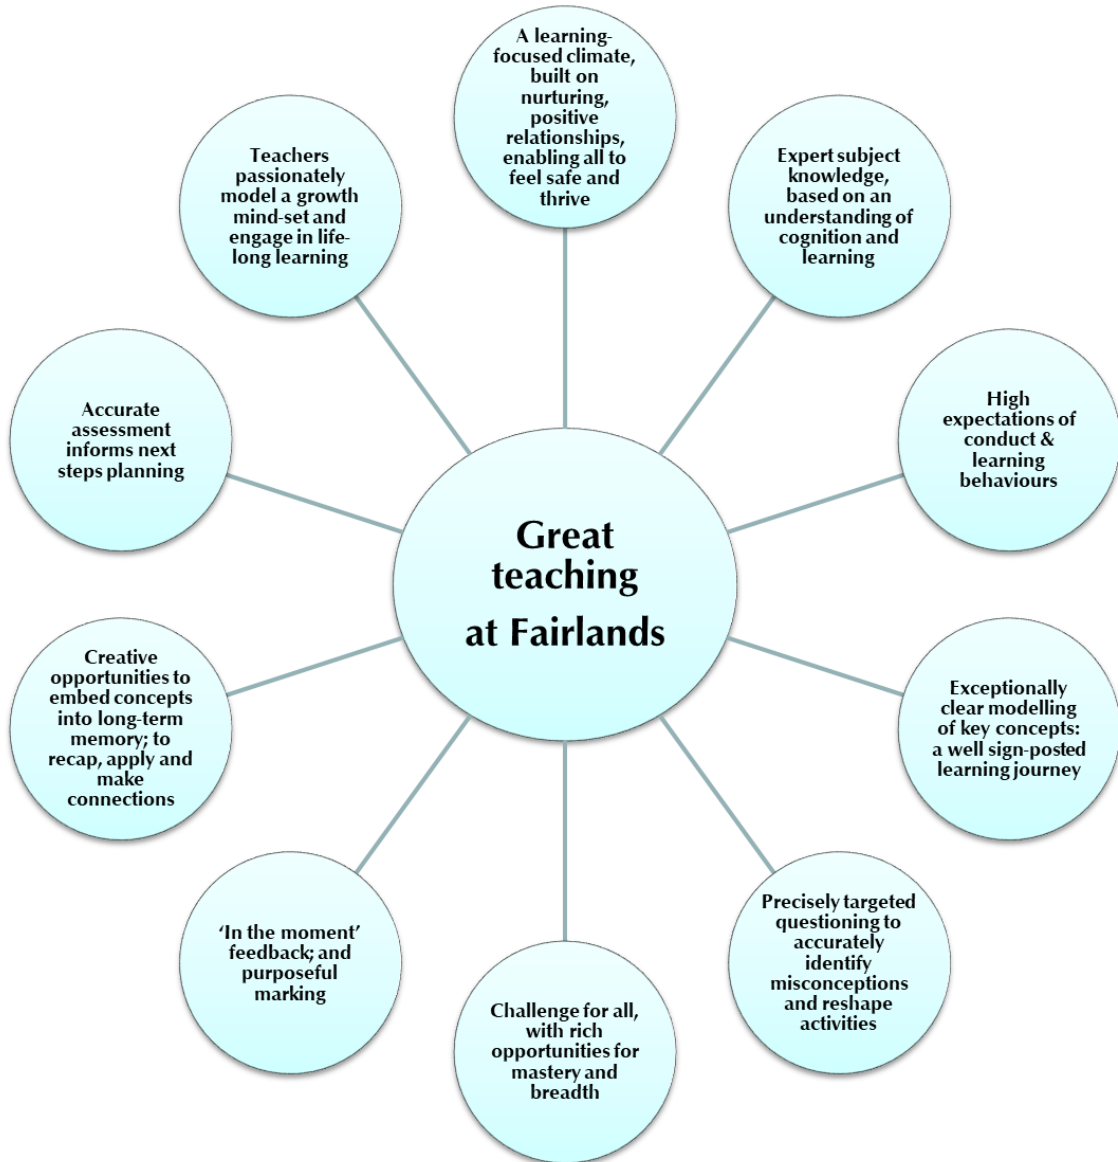 A learning-
focused climate,
built on
nurturing,
positive
relationships,
enabling all to
feel safe and
thrive
Expert subject
knowledge,
based on an
understanding of
cognition and
learning
High
expectations of
conduct &
learning
behaviours
Exceptionally
clear modelling
of key concepts:
a well sign-posted
learning journey
Precisely targeted
questioning to
accurately
identify
misconceptions
and reshape
activities
Challenge for all,
with rich
opportunities for
mastery and
breadth
‘In the moment’
feedback; and
purposeful
marking
Creative
opportunities to
embed concepts
into long-term
memory; to
recap, apply and
make
connections
Accurate
assessment
informs next
steps planning
Teachers
passionately
model a growth
mind-set and
engage in life-
long learning
Great
teaching
at Fairlands